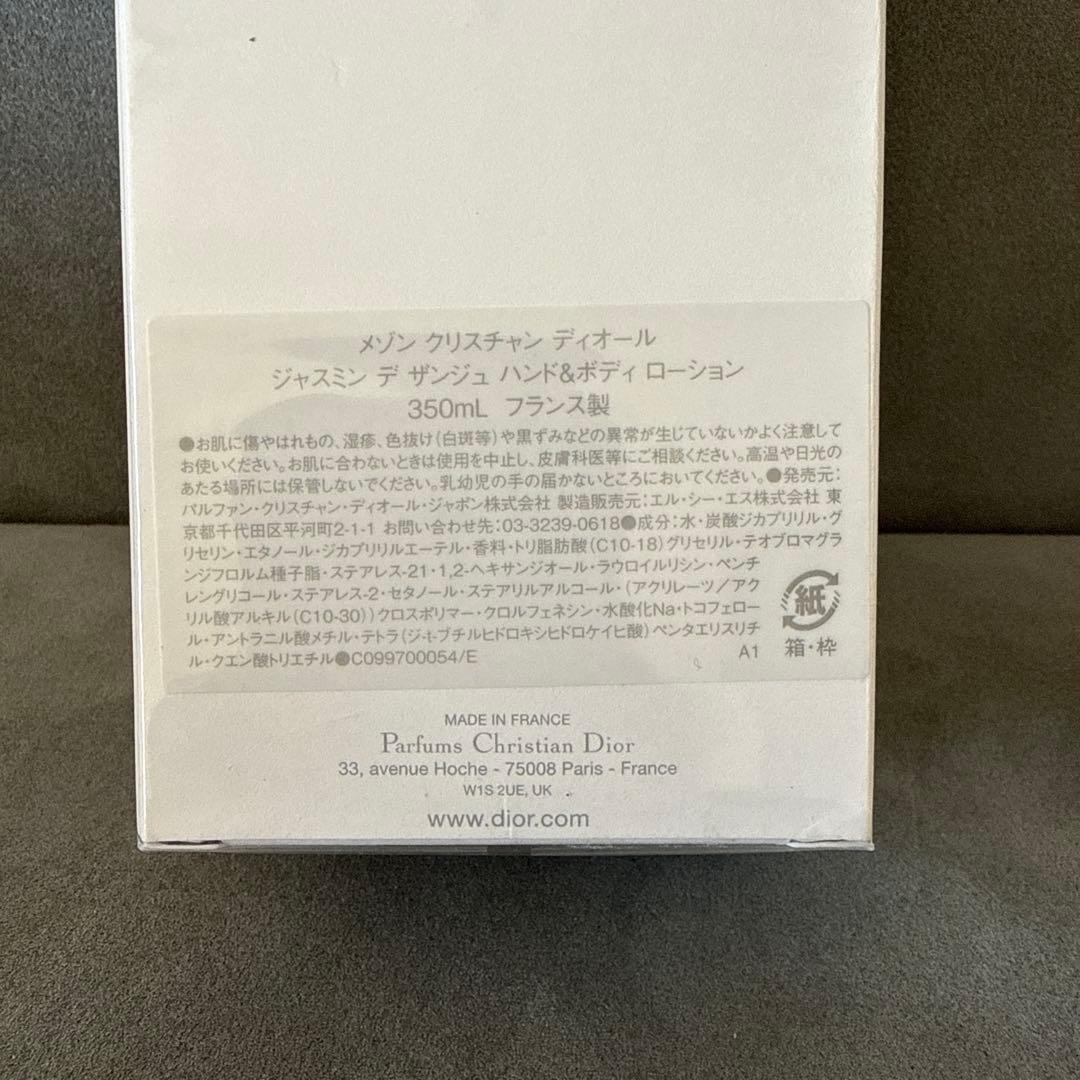 メゾン クリスチャン ディオール
ジャスミン デ ザンジュ ハンド&ボディ ローション
350mL フランス製
●お肌に傷やはれもの、湿疹、色抜け(白斑等)や黒ずみなどの異常が生じていないかよく注意して
お使いください。お肌に合わないときは使用を中止し、皮膚科医等にご相談ください。高温や日光の
あたる場所には保管しないでください。乳幼児の手の届かないところにおいてください。●発売元：
パルファン・クリスチャン・ディオール・ジャポン株式会社 製造販売元：エル・シー・エス株式会社 東
京都千代田区平河町2-1-1 お問い合わせ先：03-3239-0618●成分：水・炭酸ジカプリリル・グ
リセリン・エタノール・ジカプリリルエーテル・香料・トリ脂肪酸(C10-18)グリセリル・テオブロマグラ
ンジフロルム種子脂・ステアレス-21・1,2-ヘキサンジオール・ラウロイルリシン・ペンチ
レングリコール・ステアレス-2・セタノール・ステアリルアルコール・(アクリレーツ/アク
リル酸アルキル(C10-30))クロスポリマー・クロルフェネシン・水酸化Na・トコフェロー
ル・アントラニル酸メチル・テトラ(ジ-t-ブチルヒドロキシヒドロケイヒ酸)ペンタエリスリチ
ル・クエン酸トリエチル●C099700054/E
A1
紙
箱・枠
MADE IN FRANCE
Parfums Christian Dior
33, avenue Hoche - 75008 Paris - France
W1S 2UE, UK
www.dior.com